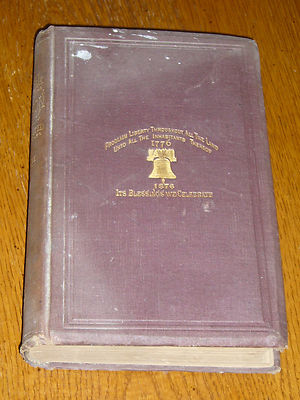 PROCLAIM LIBERTY THROUGHOUT ALL THE LAND
UNTO ALL THE INHABITANTS THEREOF
1776
1876
ITS BLESSINGS WE CELEBRATE